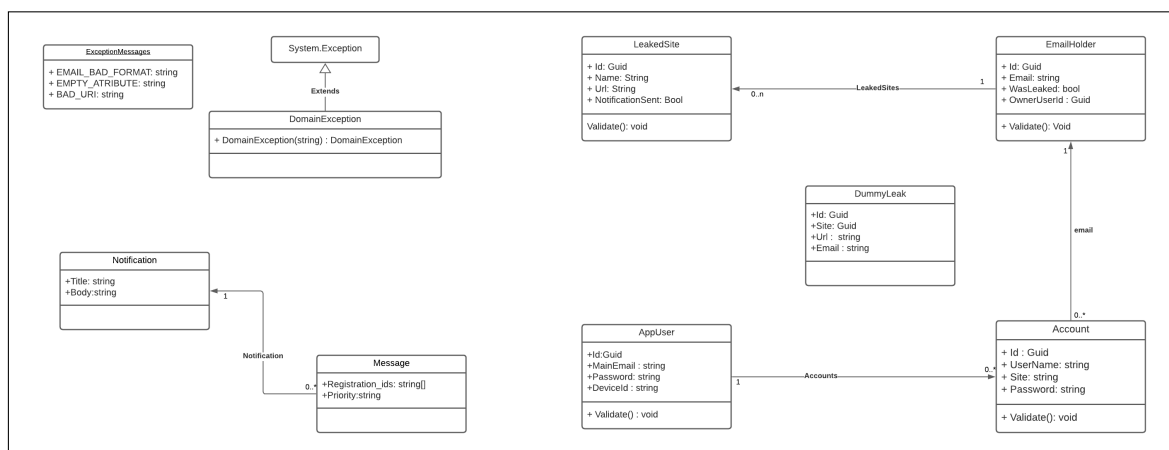 ExceptionMessages
+ EMAIL_BAD_FORMAT: string
+ EMPTY_ATRIBUTE: string
+ BAD_URI: string
System.Exception
Extends
DomainException
+ DomainException(string) : DomainException
LeakedSite
+ Id: Guid
+ Name: String
+ Url: String
+ NotificationSent: Bool
Validate(): void
0..n
LeakedSites
1
EmailHolder
+ Id: Guid
+ Email: string
+ WasLeaked: bool
+ OwnerUserId : Guid
+ Validate(): Void
1
email
0..*
DummyLeak
+Id: Guid
+Site: Guid
+Url : string
+Email : string
Notification
+Title: string
+Body:string
1
Notification
0..*
Message
+Registration_ids: string[]
+Priority:string
AppUser
+Id:Guid
+MainEmail : string
+Password: string
+DeviceId : string
+ Validate() : void
1
Accounts
0..*
Account
+ Id : Guid
+ UserName: string
+ Site: string
+ Password: string
+ Validate(): void